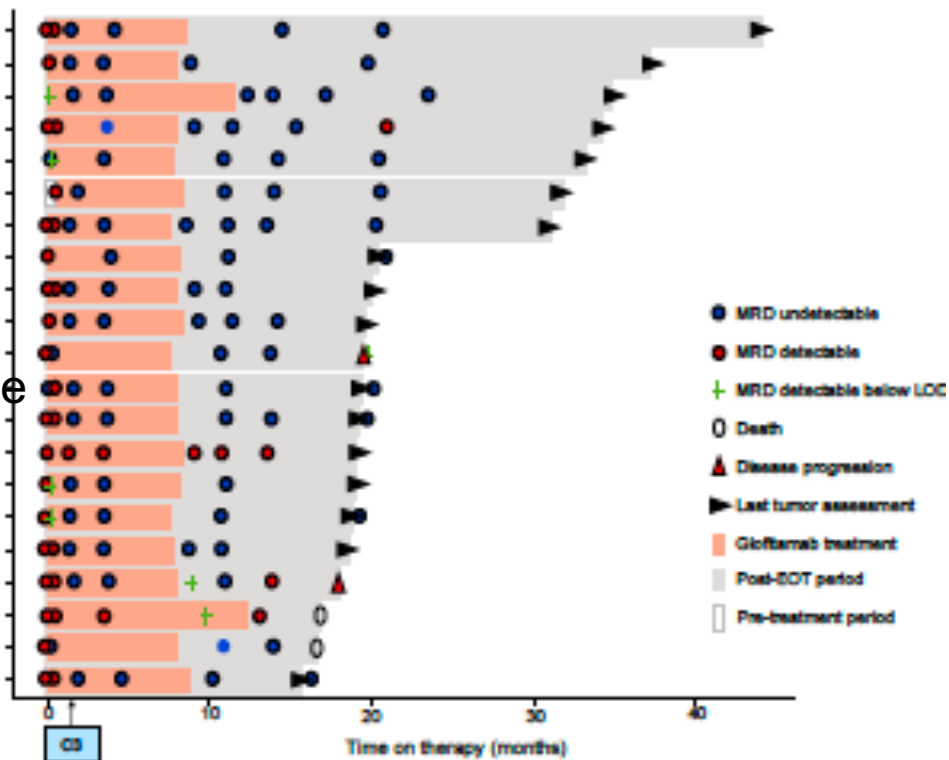 e
MRD undetectable
MRD detectable
MRD detectable below LOD
Death
Disease progression
Last tumor assessment
Glofitamab treatment
Post-EOT period
Pre-treatment period
0 10 20 30 40
C3
Time on therapy (months)